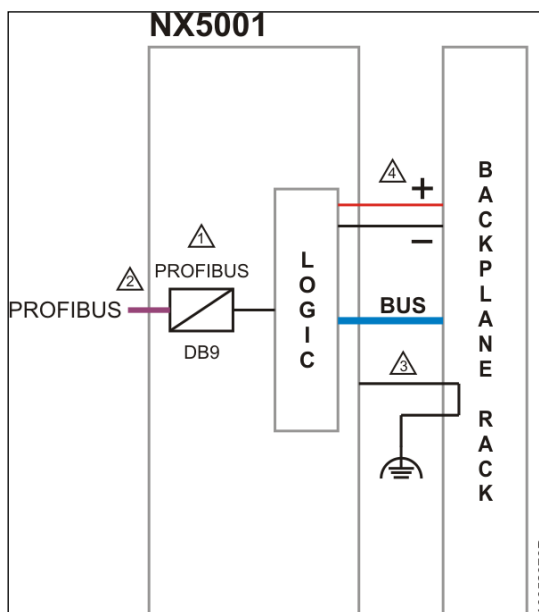 NX5001
4
+
1
2
PROFIBUS
PROFIBUS
DB9
LOGIC
−
BUS
3
BACKPLANE RACK